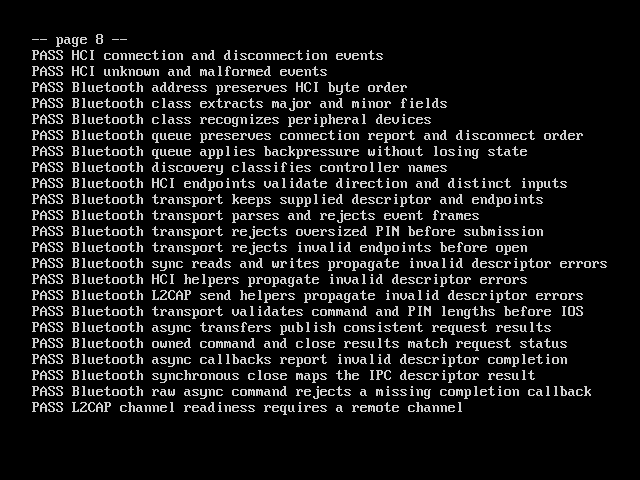 -- page 8 --
PASS HCI connection and disconnection events
PASS HCI unknown and malformed events
PASS Bluetooth address preserves HCI byte order
PASS Bluetooth class extracts major and minor fields
PASS Bluetooth class recognizes peripheral devices
PASS Bluetooth queue preserves connection report and disconnect order
PASS Bluetooth queue applies backpressure without losing state
PASS Bluetooth discovery classifies controller names
PASS Bluetooth HCI endpoints validate direction and distinct inputs
PASS Bluetooth transport keeps supplied descriptor and endpoints
PASS Bluetooth transport parses and rejects event frames
PASS Bluetooth transport rejects oversized PIN before submission
PASS Bluetooth transport rejects invalid endpoints before open
PASS Bluetooth sync reads and writes propagate invalid descriptor errors
PASS Bluetooth HCI helpers propagate invalid descriptor errors
PASS Bluetooth L2CAP send helpers propagate invalid descriptor errors
PASS Bluetooth transport validates command and PIN lengths before IOS
PASS Bluetooth async transfers publish consistent request results
PASS Bluetooth owned command and close results match request status
PASS Bluetooth async callbacks report invalid descriptor completion
PASS Bluetooth synchronous close maps the IPC descriptor result
PASS Bluetooth raw async command rejects a missing completion callback
PASS L2CAP channel readiness requires a remote channel